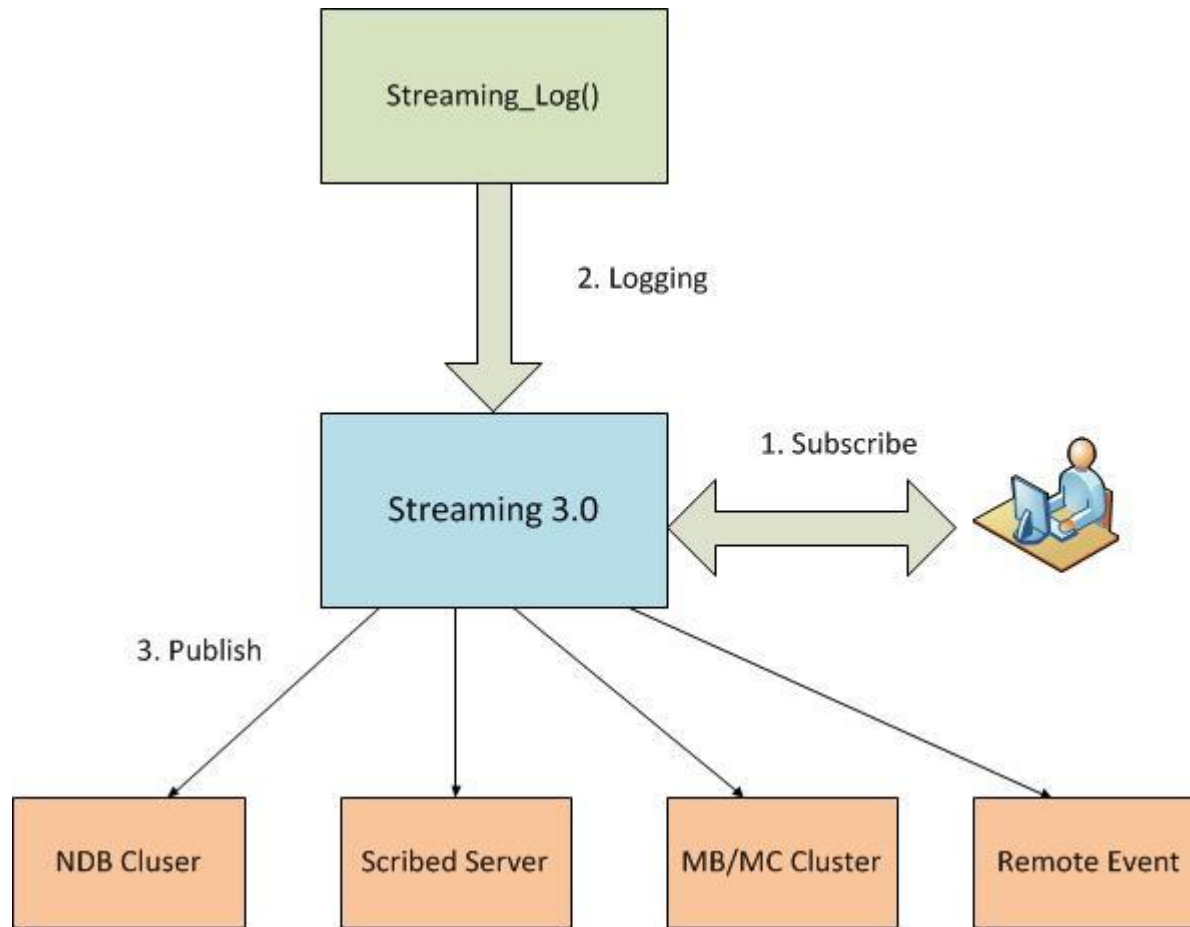 Streaming_Log()
2. Logging
1. Subscribe
Streaming 3.0
3. Publish
NDB Cluser
Scribed Server
MB/MC Cluster
Remote Event